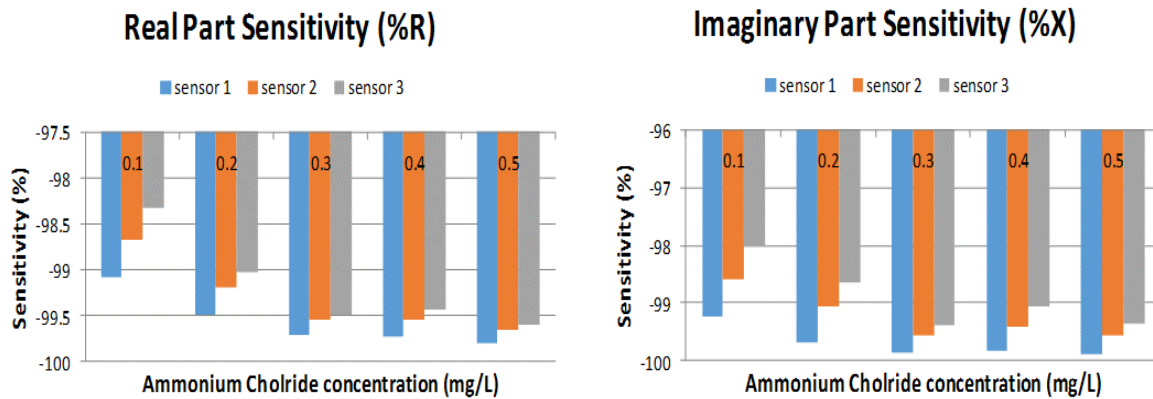 Real Part Sensitivity (%R)
sensor 1 sensor 2 sensor 3
-97.5
-98
-98.5
-99
-99.5
-100
Sensitivity (%)
0.1 0.2 0.3 0.4 0.5
Ammonium Cholride concentration (mg/L)
Imaginary Part Sensitivity (%X)
sensor 1 sensor 2 sensor 3
-96
-97
-98
-99
-100
Sensitivity (%)
0.1 0.2 0.3 0.4 0.5
Ammonium Cholride concentration (mg/L)